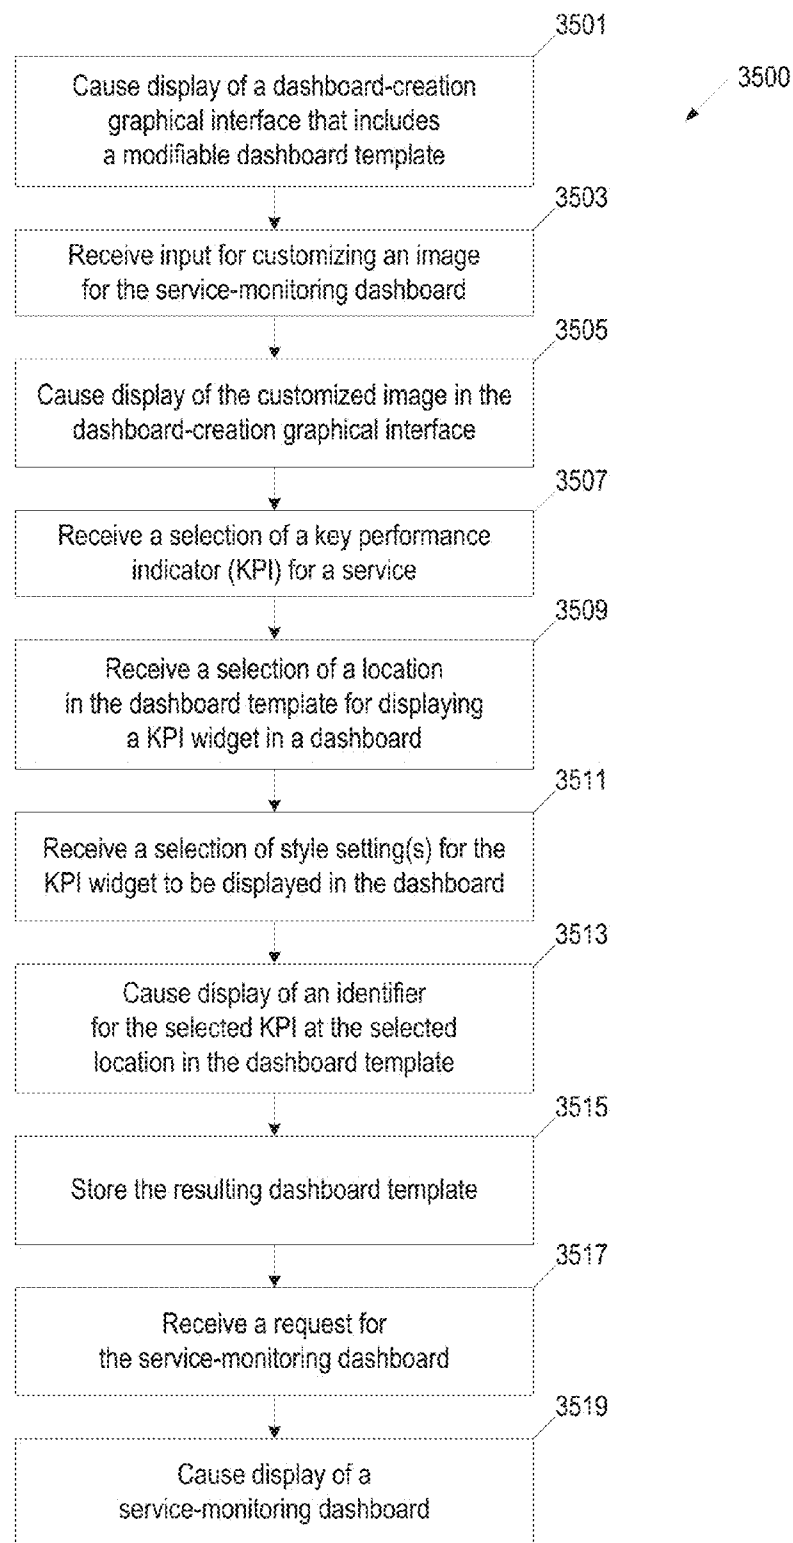 3501
3500
Cause display of a dashboard-creation
graphical interface that includes
a modifiable dashboard template
3503
Receive input for customizing an image
for the service-monitoring dashboard
3505
Cause display of the customized image in the
dashboard-creation graphical interface
3507
Receive a selection of a key performance
indicator (KPI) for a service
3509
Receive a selection of a location
in the dashboard template for displaying
a KPI widget in a dashboard
3511
Receive a selection of style setting(s) for the
KPI widget to be displayed in the dashboard
3513
Cause display of an identifier
for the selected KPI at the selected
location in the dashboard template
3515
Store the resulting dashboard template
3517
Receive a request for
the service-monitoring dashboard
3519
Cause display of a
service-monitoring dashboard